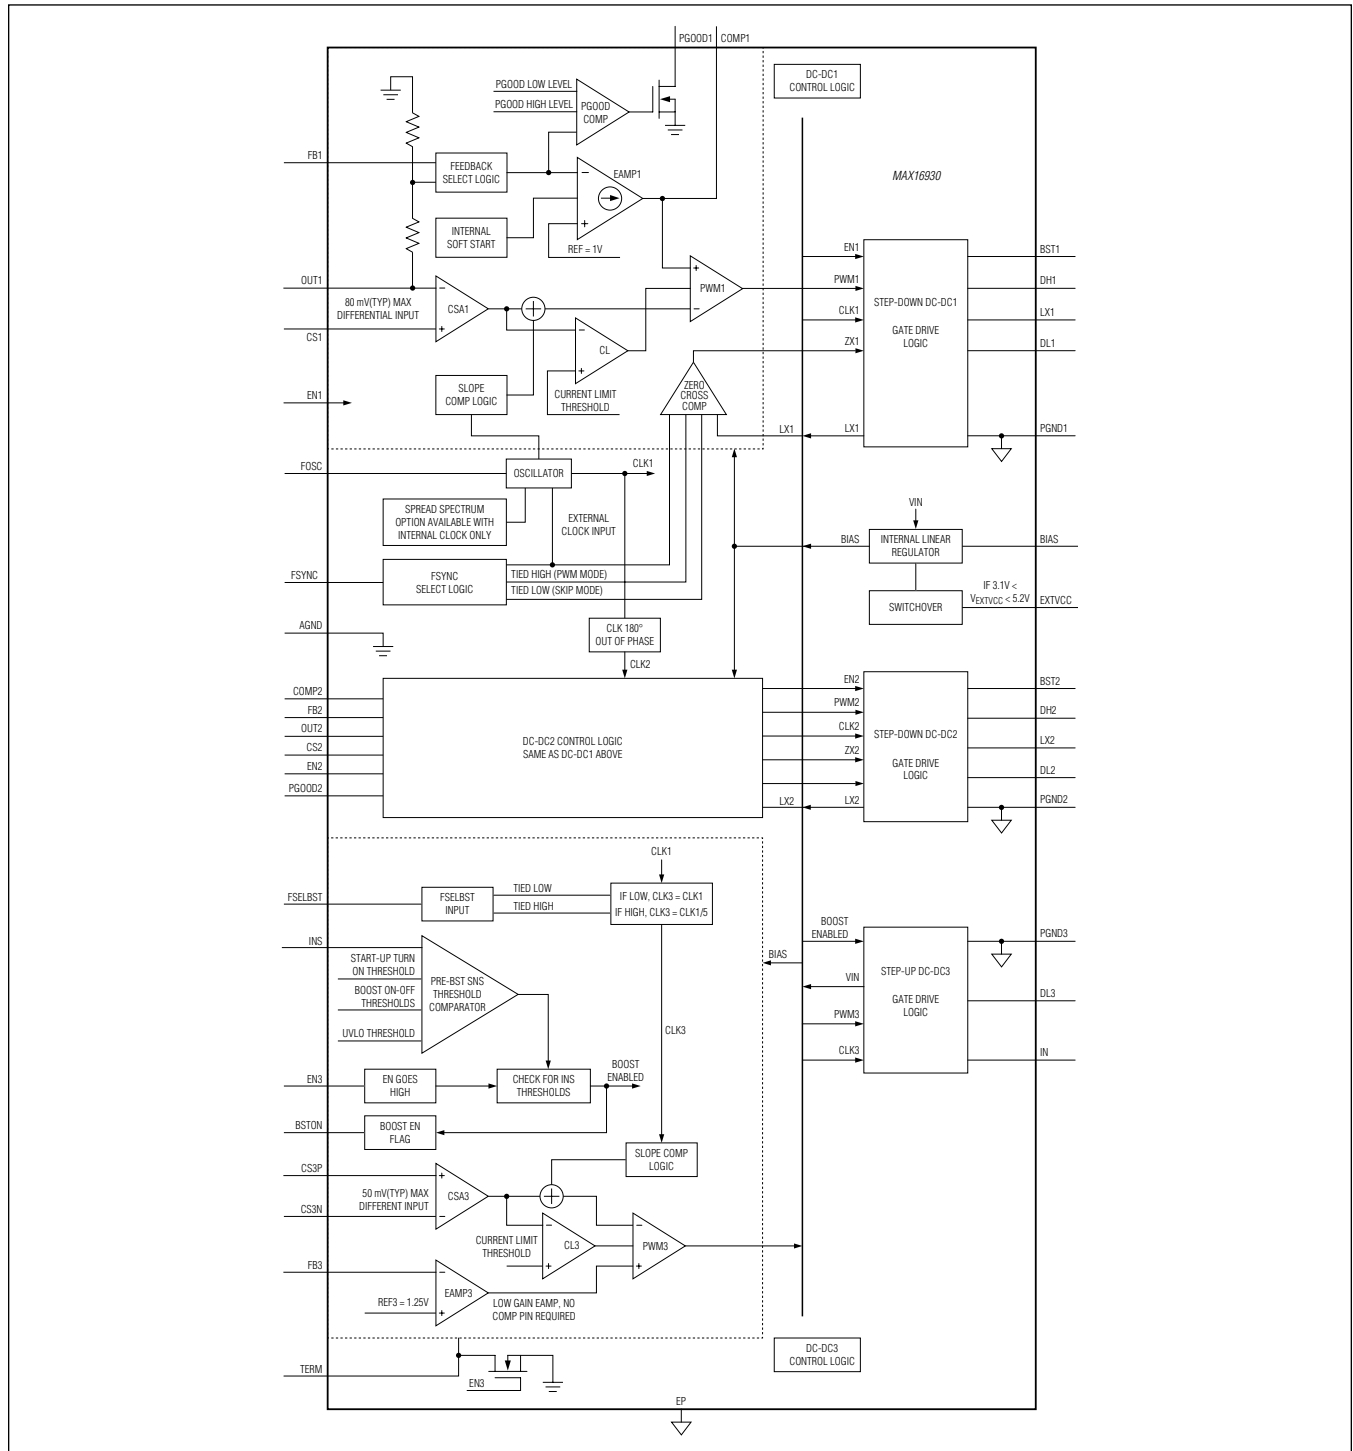 PGOOD1
COMP1
PGOOD LOW LEVEL
PGOOD HIGH LEVEL
PGOOD
COMP
DC-DC1
CONTROL LOGIC
FB1
FEEDBACK
SELECT LOGIC
EAMP1
−
+
INTERNAL
SOFT START
REF = 1V
MAX16930
OUT1
80 mV(TYP) MAX
DIFFERENTIAL INPUT
CS1
−
CSA1
+
+
−
CL
+
+
PWM1
−
EN1
SLOPE
COMP LOGIC
CURRENT LIMIT
THRESHOLD
ZERO
CROSS
COMP
EN1
PWM1
CLK1
ZX1
LX1
LX1
STEP-DOWN DC-DC1
GATE DRIVE
LOGIC
BST1
DH1
LX1
DL1
PGND1
FOSC
OSCILLATOR
CLK1
SPREAD SPECTRUM
OPTION AVAILABLE WITH
INTERNAL CLOCK ONLY
EXTERNAL
CLOCK INPUT
FSYNC
FSYNC
SELECT LOGIC
TIED HIGH (PWM MODE)
TIED LOW (SKIP MODE)
VIN
BIAS
INTERNAL LINEAR
REGULATOR
BIAS
SWITCHOVER
IF 3.1V <
VEXTVCC < 5.2V
EXTVCC
AGND
CLK 180°
OUT OF PHASE
CLK2
COMP2
FB2
OUT2
CS2
EN2
PGOOD2
DC-DC2 CONTROL LOGIC
SAME AS DC-DC1 ABOVE
EN2
PWM2
CLK2
ZX2
LX2
LX2
STEP-DOWN DC-DC2
GATE DRIVE
LOGIC
BST2
DH2
LX2
DL2
PGND2
CLK1
FSELBST
FSELBST
INPUT
TIED LOW
TIED HIGH
IF LOW, CLK3 = CLK1
IF HIGH, CLK3 = CLK1/5
INS
START-UP TURN
ON THRESHOLD
BOOST ON-OFF
THRESHOLDS
UVLO THRESHOLD
PRE-BST SNS
THRESHOLD
COMPARATOR
BIAS
CLK3
BOOST
ENABLED
VIN
PWM3
CLK3
STEP-UP DC-DC3
GATE DRIVE
LOGIC
PGND3
DL3
IN
EN3
EN GOES
HIGH
CHECK FOR INS
THRESHOLDS
BOOST
ENABLED
BSTON
BOOST EN
FLAG
SLOPE COMP
LOGIC
CS3P
50 mV(TYP) MAX
DIFFERENT INPUT
CS3N
+
CSA3
−
+
CURRENT LIMIT
THRESHOLD
−
CL3
+
−
PWM3
+
FB3
REF3 = 1.25V
−
EAMP3
+
LOW GAIN EAMP, NO
COMP PIN REQUIRED
TERM
EN3
DC-DC3
CONTROL LOGIC
EP